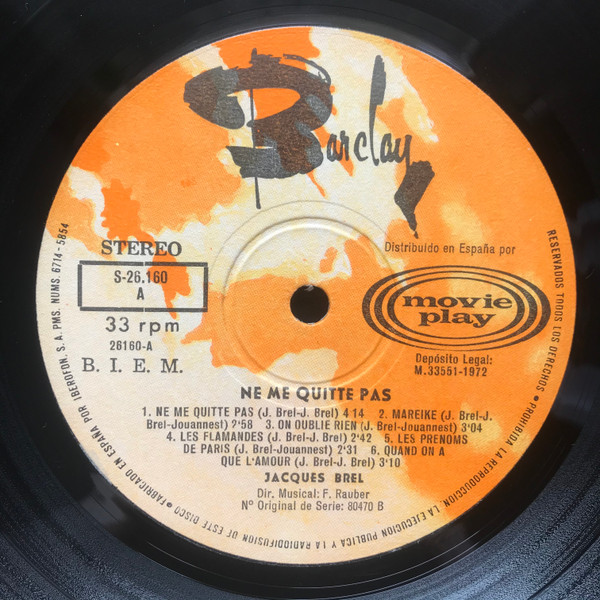 Barclay
STEREO
S-26.160
A
33 rpm
26160-A
B. I. E. M.
Distribuido en España por
movie
play
Depósito Legal:
M.33551-1972
NE ME QUITTE PAS
1. NE ME QUITTE PAS (J. Brel-J. Brel) 4'14 2. MAREIKE (J. Brel-J.
Brel-Jouannest) 2'58 3. ON OUBLIE RIEN (J. Brel-Jouannest) 3'04
4. LES FLAMANDES (J. Brel-J. Brel) 2'42 5. LES PRENOMS
DE PARIS (J. Brel-Jouannest) 2'31 6. QUAND ON A
QUE L'AMOUR (J. Brel-J. Brel) 3'10
JACQUES BREL
Dir. Musical: F. Rauber
Nº Original de Serie: 80470 B
RESERVADOS TODOS LOS DERECHOS • PROHIBIDA LA REPRODUCCION, LA EJECUCION PUBLICA Y LA RADIODIFUSION DE ESTE DISCO • FABRICADO EN ESPAÑA POR IBEROFON, S. A. PMS. NUMS. 6714-5854